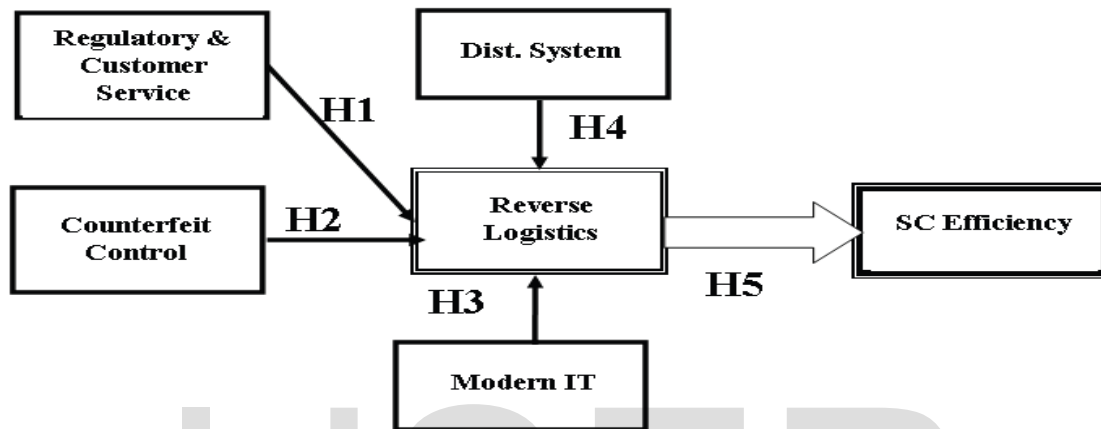 Regulatory &
Customer
Service
Dist. System
H1
H4
Counterfeit
Control
H2
Reverse
Logistics
SC Efficiency
H3
H5
Modern IT